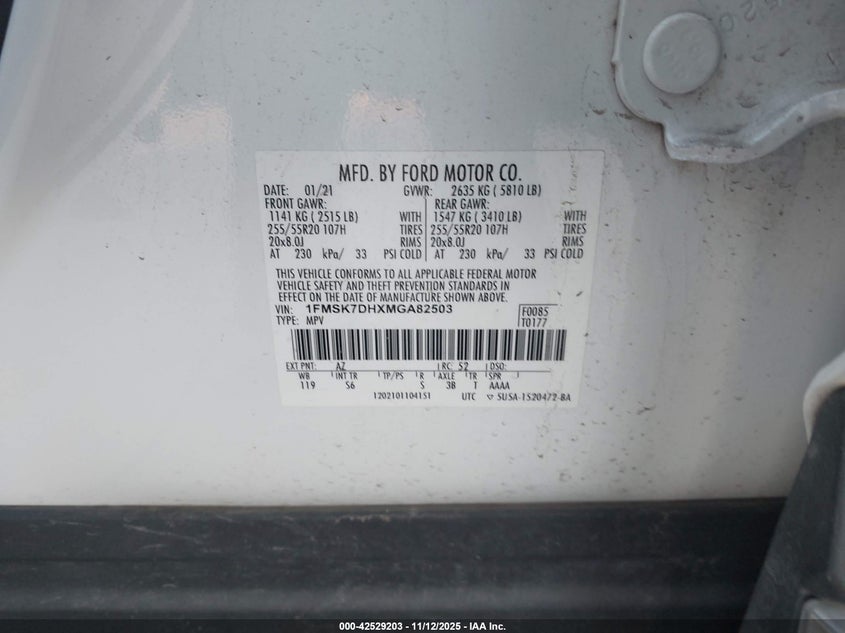 MFD. BY FORD MOTOR CO.
DATE: 01/21 GVWR: 2635 KG ( 5810 LB)
FRONT GAWR: REAR GAWR:
1141 KG ( 2515 LB) WITH 1547 KG ( 3410 LB) WITH
255/55R20 107H TIRES 255/55R20 107H TIRES
20x8.0J RIMS 20x8.0J RIMS
AT 230 kPa/ 33 PSI COLD AT 230 kPa/ 33 PSI COLD
THIS VEHICLE CONFORMS TO ALL APPLICABLE FEDERAL MOTOR
VEHICLE SAFETY AND THEFT PREVENTION STANDARDS IN
EFFECT ON THE DATE OF MANUFACTURE SHOWN ABOVE.
VIN: 1FMSK7DHXMGA82503 F0085
TYPE: MPV T0177
EXT PNT: AZ RC: 52 DSO:
WB INT TR TP/PS R AXLE TR SPR
119 S6 S 3B T AAAA
1202101104151 UTC ▽ 5USA-1520472-BA
000-42529203 - 11/12/2025 - IAA Inc.